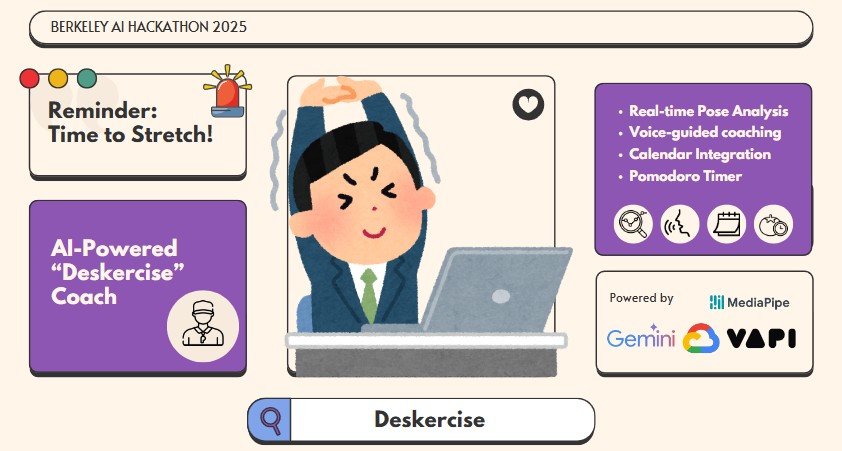 BERKELEY AI HACKATHON 2025
Reminder:
Time to Stretch!
AI-Powered
“Deskercise”
Coach
• Real-time Pose Analysis
• Voice-guided coaching
• Calendar Integration
• Pomodoro Timer
Powered by
MediaPipe
Gemini
VAPI
Deskercise